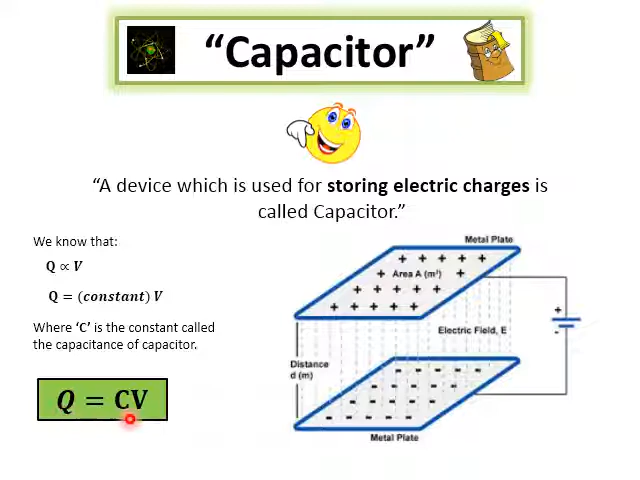 “Capacitor”
“A device which is used for storing electric charges is
called Capacitor.”
We know that:
Q ∝ V
Q = (constant) V
Where ‘C’ is the constant called
the capacitance of capacitor.
Q = CV
Metal Plate
Area A (m²)
+
-
Electric Field, E
Distance
d (m)
Metal Plate